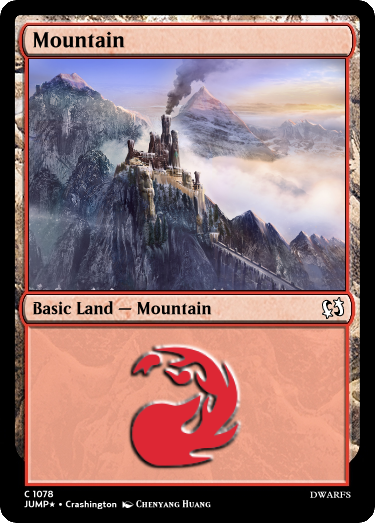 Mountain
Basic Land — Mountain
C 1078
DWARFS
JUMP★ • Crashington Chenyang Huang